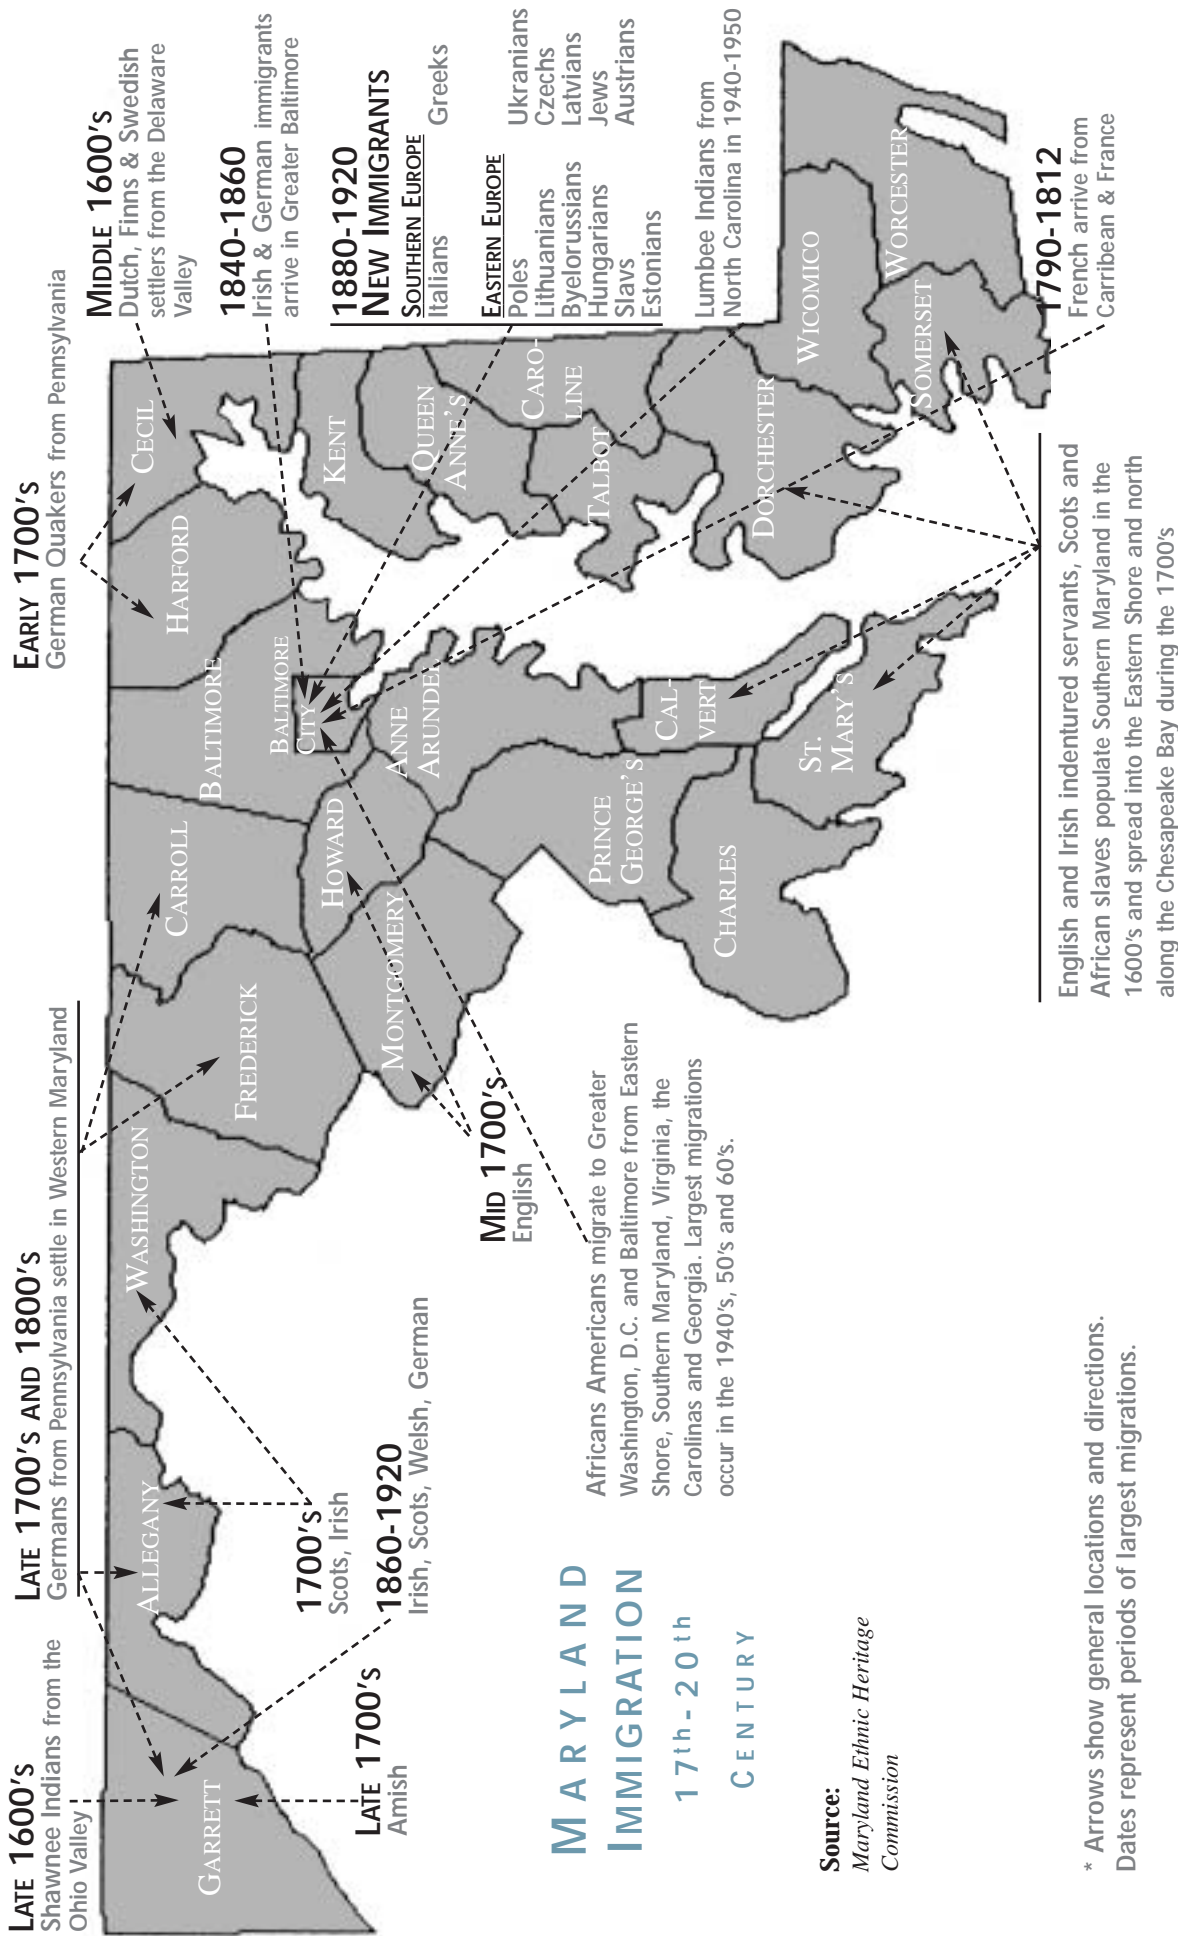 LATE 1600's
Shawnee Indians from the
Ohio Valley
LATE 1700's AND 1800's
Germans from Pennsylvania settle in Western Maryland
EARLY 1700's
German Quakers from Pennsylvania
MIDDLE 1600's
Dutch, Finns & Swedish
settlers from the Delaware
Valley
1840-1860
Irish & German immigrants
arrive in Greater Baltimore
1880-1920
NEW IMMIGRANTS
SOUTHERN EUROPE
Italians Greeks
EASTERN EUROPE
Poles Ukranians
Lithuanians Czechs
Byelorussians Latvians
Hungarians Jews
Slavs Austrians
Estonians
Lumbee Indians from
North Carolina in 1940-1950
1790-1812
French arrive from
Carribean & France
GARRETT
ALLEGANY
WASHINGTON
FREDERICK
CARROLL
BALTIMORE
HARFORD
CECIL
BALTIMORE
CITY
HOWARD
MONTGOMERY
ANNE
ARUNDEL
KENT
QUEEN
ANNE'S
CARO-
LINE
TALBOT
PRINCE
GEORGE'S
CAL-
VERT
CHARLES
ST.
MARY'S
DORCHESTER
WICOMICO
SOMERSET
WORCESTER
1700's
Scots, Irish
1860-1920
Irish, Scots, Welsh, German
LATE 1700's
Amish
MID 1700's
English
Africans Americans migrate to Greater
Washington, D.C. and Baltimore from Eastern
Shore, Southern Maryland, Virginia, the
Carolinas and Georgia. Largest migrations
occur in the 1940's, 50's and 60's.
English and Irish indentured servants, Scots and
African slaves populate Southern Maryland in the
1600's and spread into the Eastern Shore and north
along the Chesapeake Bay during the 1700's
MARYLAND
IMMIGRATION
17th-20th
CENTURY
Source:
Maryland Ethnic Heritage
Commission
* Arrows show general locations and directions.
Dates represent periods of largest migrations.